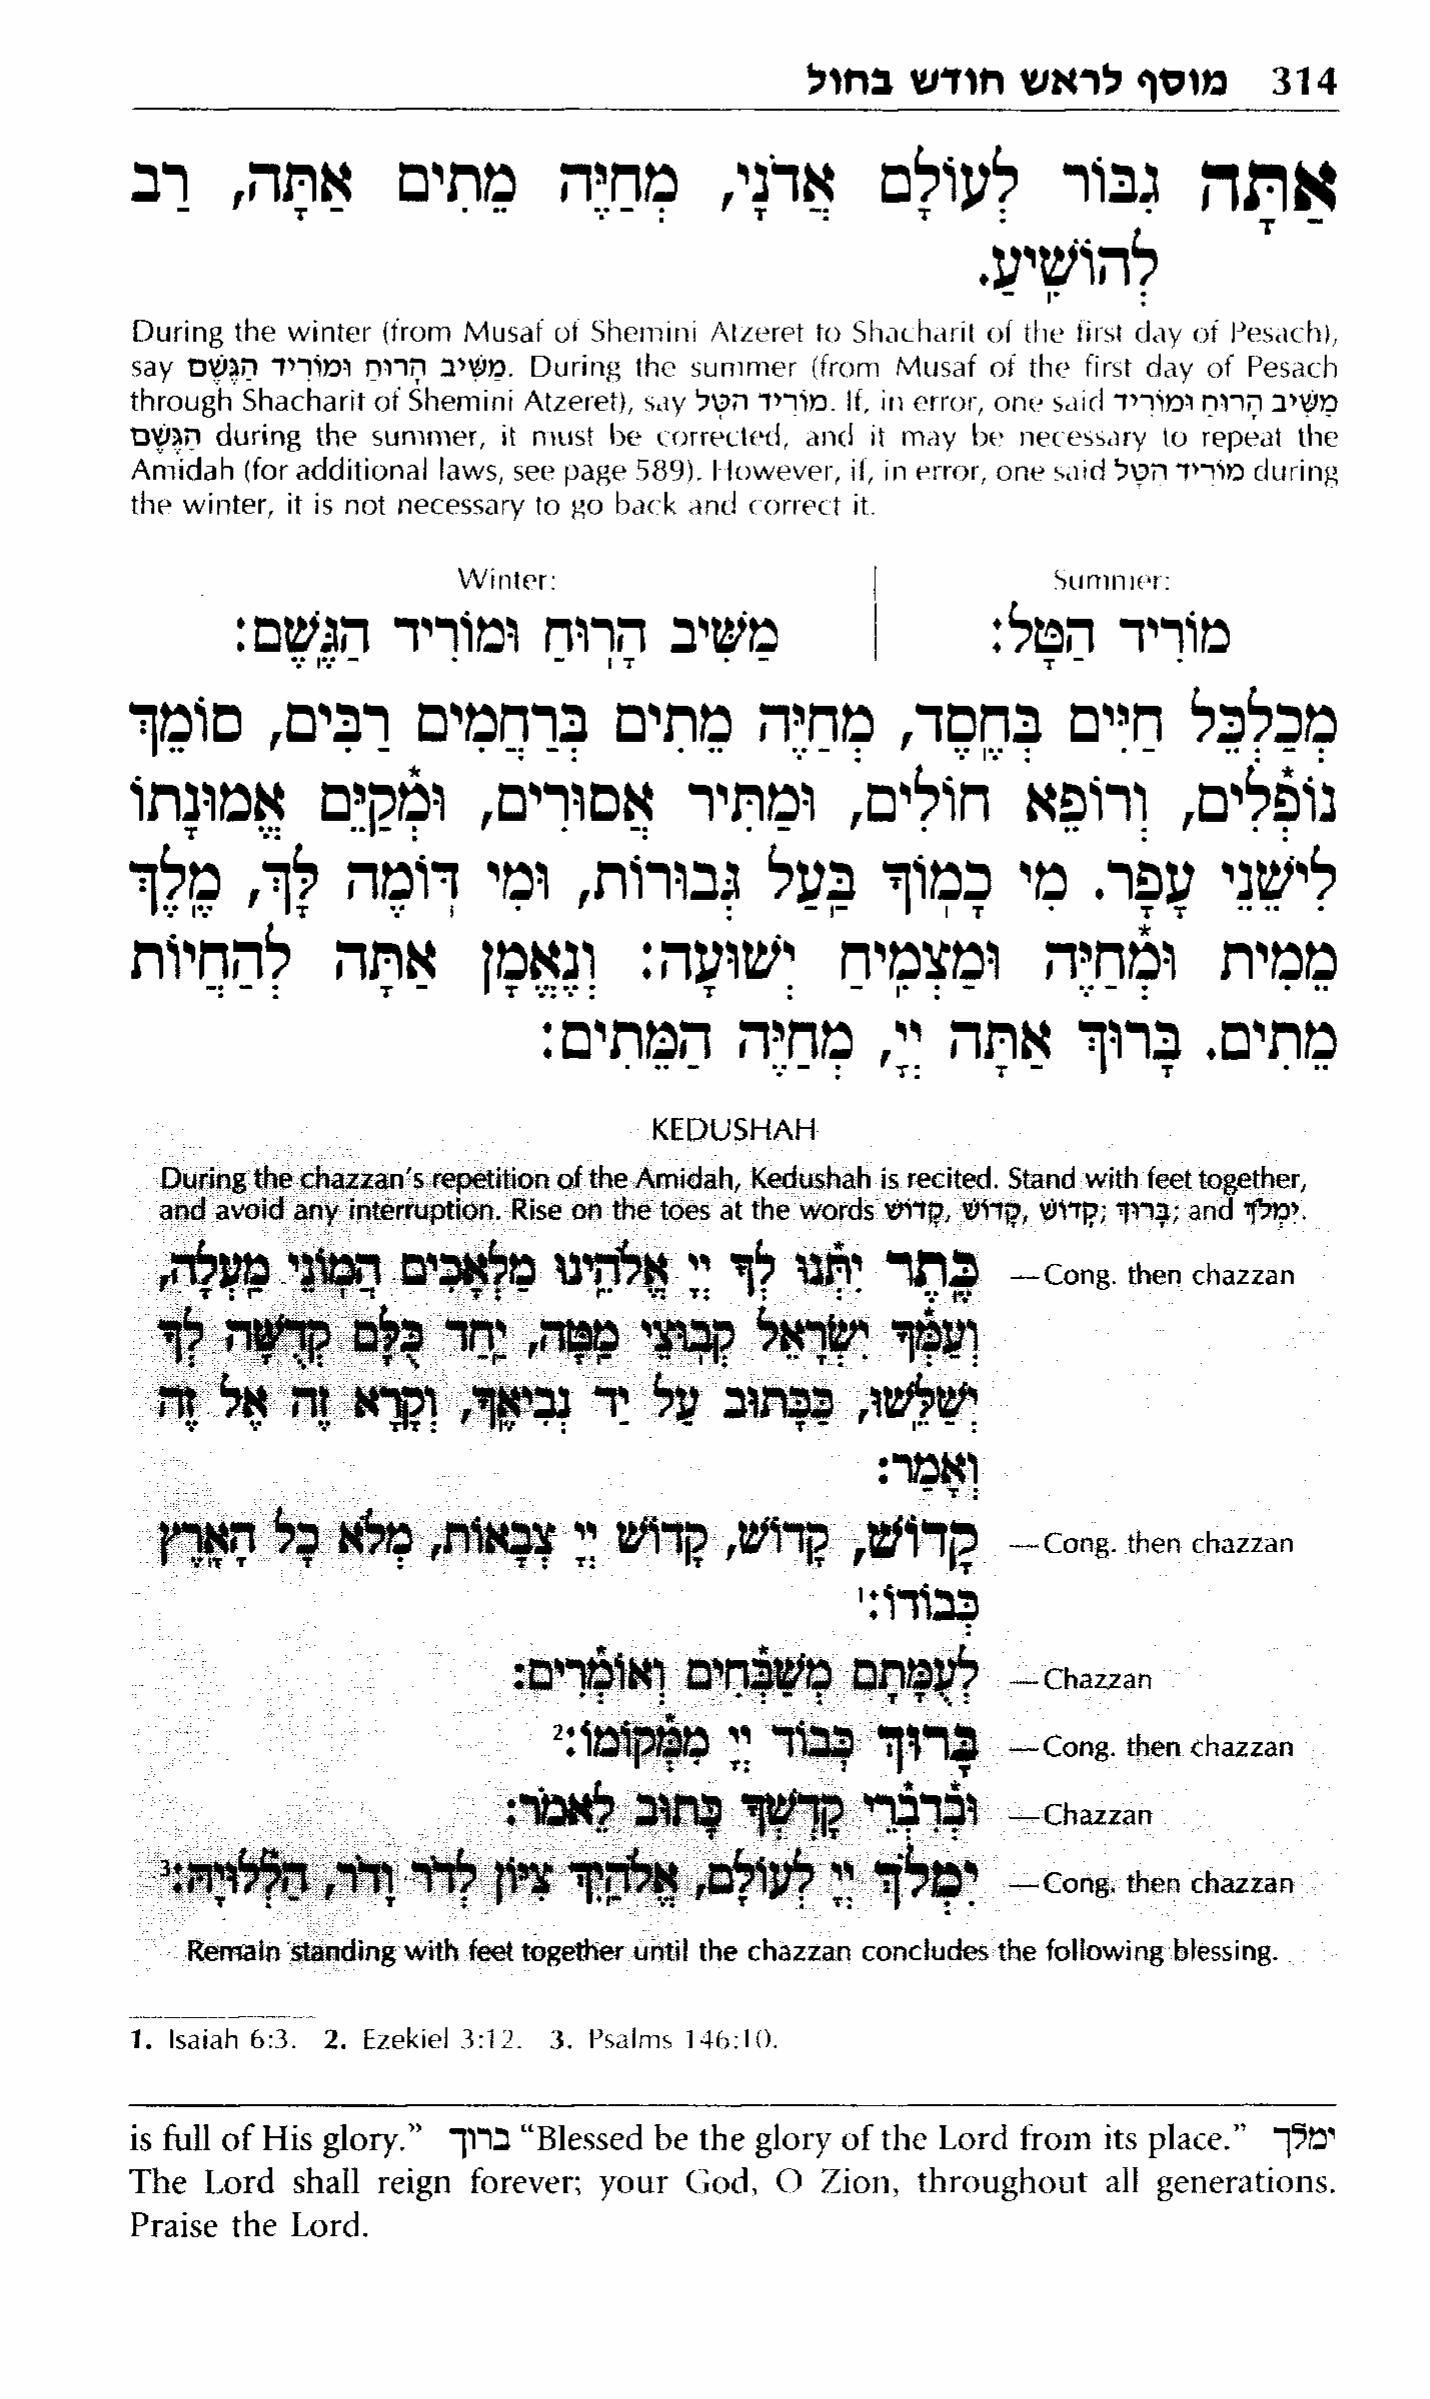 314 מוסף לראש חודש בחול
אַתָּה גִּבּוֹר לְעוֹלָם אֲדֹנָי, מְחַיֵּה מֵתִים אַתָּה, רַב
לְהוֹשִׁיעַ.
During the winter (from Musaf of Shemini Atzeret to Shacharit of the first day of Pesach),
say מַשִּׁיב הָרוּחַ וּמוֹרִיד הַגֶּשֶׁם. During the summer (from Musaf of the first day of Pesach
through Shacharit of Shemini Atzeret), say מוֹרִיד הַטָּל. If, in error, one said מַשִּׁיב הָרוּחַ וּמוֹרִיד
הַגֶּשֶׁם during the summer, it must be corrected, and it may be necessary to repeat the
Amidah (for additional laws, see page 589). However, if, in error, one said מוֹרִיד הַטָּל during
the winter, it is not necessary to go back and correct it.
Summer: Winter:
מוֹרִיד הַטָּל: מַשִּׁיב הָרְוּחַ וּמוֹרִיד הַגֶּשֶׁם:
מְכַלְכֵּל חַיִּים בְּחֶסֶד, מְחַיֶּה מֵתִים בְּרַחֲמִים רַבִּים, סוֹמֵךְ
נוֹפְ*לִים, וְרוֹפֵא חוֹלִים, וּמַתִּיר אֲסוּרִים, וּמְ*קַיֵּם אֱמוּנָתוֹ
לִישֵׁנֵי עָפָר. מִי כָמְוֹךָ בַּעַל גְּבוּרוֹת, וּמִי דְּוֹמֶה לָּךְ, מֶלֶךְ
מֵמִית וּמְ*חַיֶּה וּמַצְמִיחַ יְשׁוּעָה: וְנֶאֱמָן אַתָּה לְהַחֲיוֹת
מֵתִים. בָּרוּךְ אַתָּה יְיָ, מְחַיֶּה הַמֵּתִים:
KEDUSHAH
During the chazzan's repetition of the Amidah, Kedushah is recited. Stand with feet together,
and avoid any interruption. Rise on the toes at the words קָדוֹשׁ, קָדוֹשׁ, קָדוֹשׁ; בָּרוּךְ; and יִמְלֹךְ.
—Cong. then chazzan כֶּתֶר יִתְּ*נוּ לְךָ יְיָ אֱלֹהֵינוּ מַלְאָכִים הֲמוֹנֵי מַעְלָה,
וְעַמְּ*ךָ יִשְׂרָאֵל קְבוּצֵי מַטָּה, יַחַד כֻּלָּם קְדֻשָּׁה לְךָ
יְשַׁלֵּשׁוּ, כַּכָּתוּב עַל יַד נְבִיאֶךָ, וְקָרָא זֶה אֶל זֶה
וְאָמַר:
—Cong. then chazzan קָדוֹשׁ, קָדוֹשׁ, קָדוֹשׁ יְיָ צְבָאוֹת, מְלֹא כָל הָאָרֶץ
כְּבוֹדוֹ:1
—Chazzan לְעֻמָּתָם מְשַׁבְּ*חִים וְאוֹמְ*רִים:
—Cong. then chazzan בָּרוּךְ כְּבוֹד יְיָ מִמְּ*קוֹמוֹ:2
—Chazzan וּבְ*דִבְ*רֵי קָדְשְׁךָ כָּתוּב לֵאמֹר:
—Cong. then chazzan יִמְלֹךְ יְיָ לְעוֹלָם, אֱלֹהַיִךְ צִיּוֹן לְדֹר וָדֹר, הַלְלוּיָהּ:3
Remain standing with feet together until the chazzan concludes the following blessing.
1. Isaiah 6:3. 2. Ezekiel 3:12. 3. Psalms 146:10.
is full of His glory.” ברוך “Blessed be the glory of the Lord from its place.” ימלך
The Lord shall reign forever; your God, O Zion, throughout all generations.
Praise the Lord.